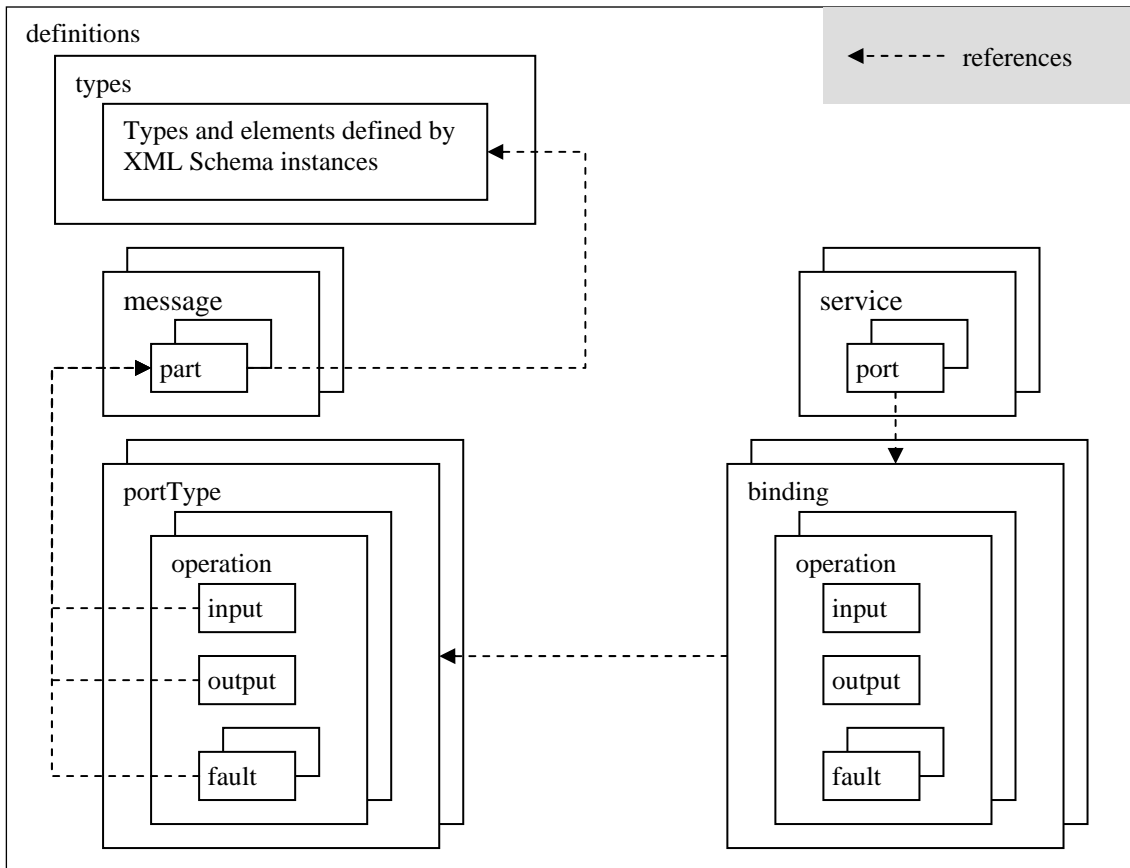 definitions
references
types
Types and elements defined by
XML Schema instances
message
part
service
port
portType
operation
input
output
fault
binding
operation
input
output
fault